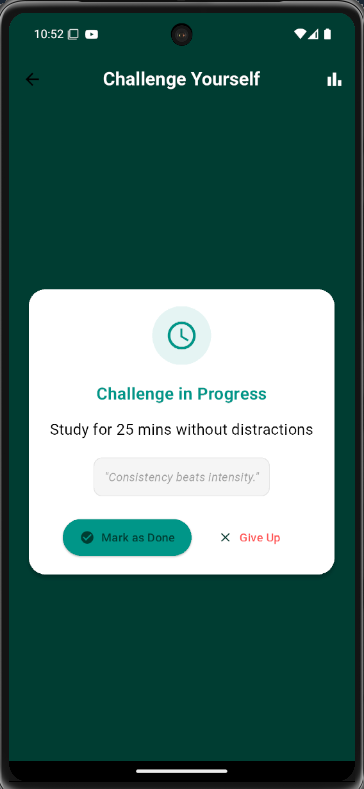 10:52
Challenge Yourself
Challenge in Progress
Study for 25 mins without distractions
"Consistency beats intensity."
Mark as Done
Give Up